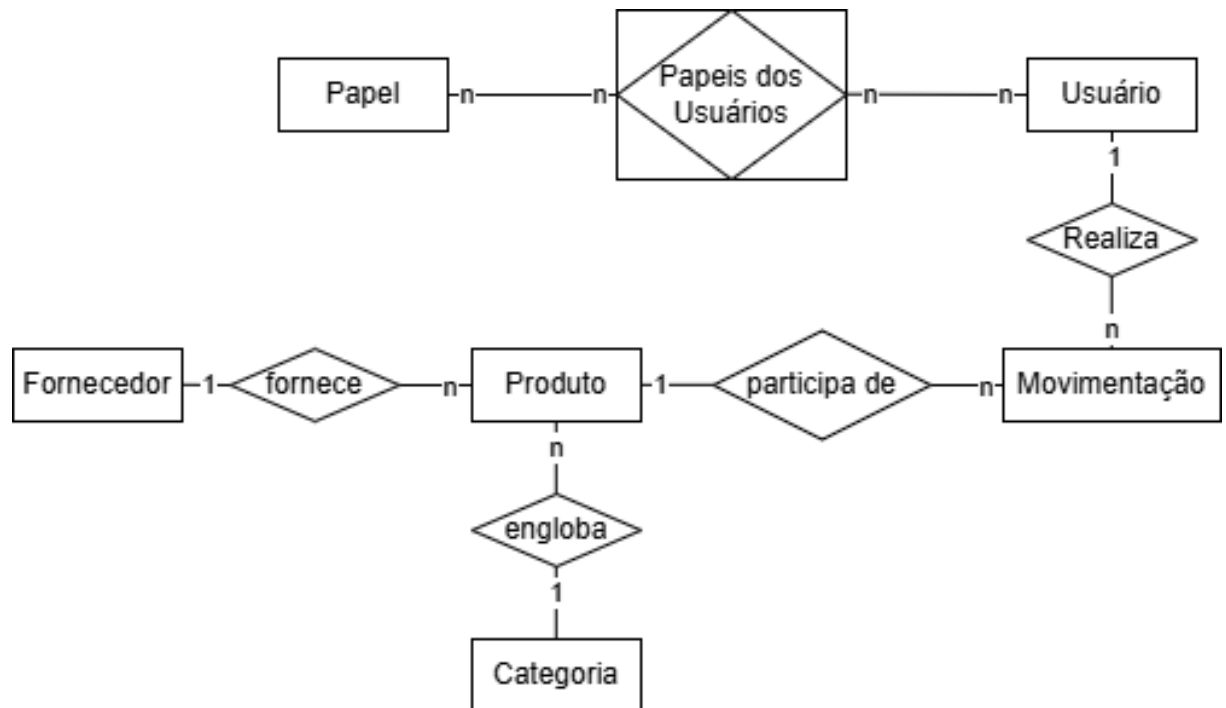 Papel
n
n
Papeis dos
Usuários
n
n
Usuário
1
Realiza
n
Fornecedor
1
fornece
n
Produto
1
participa de
n
Movimentação
n
engloba
1
Categoria